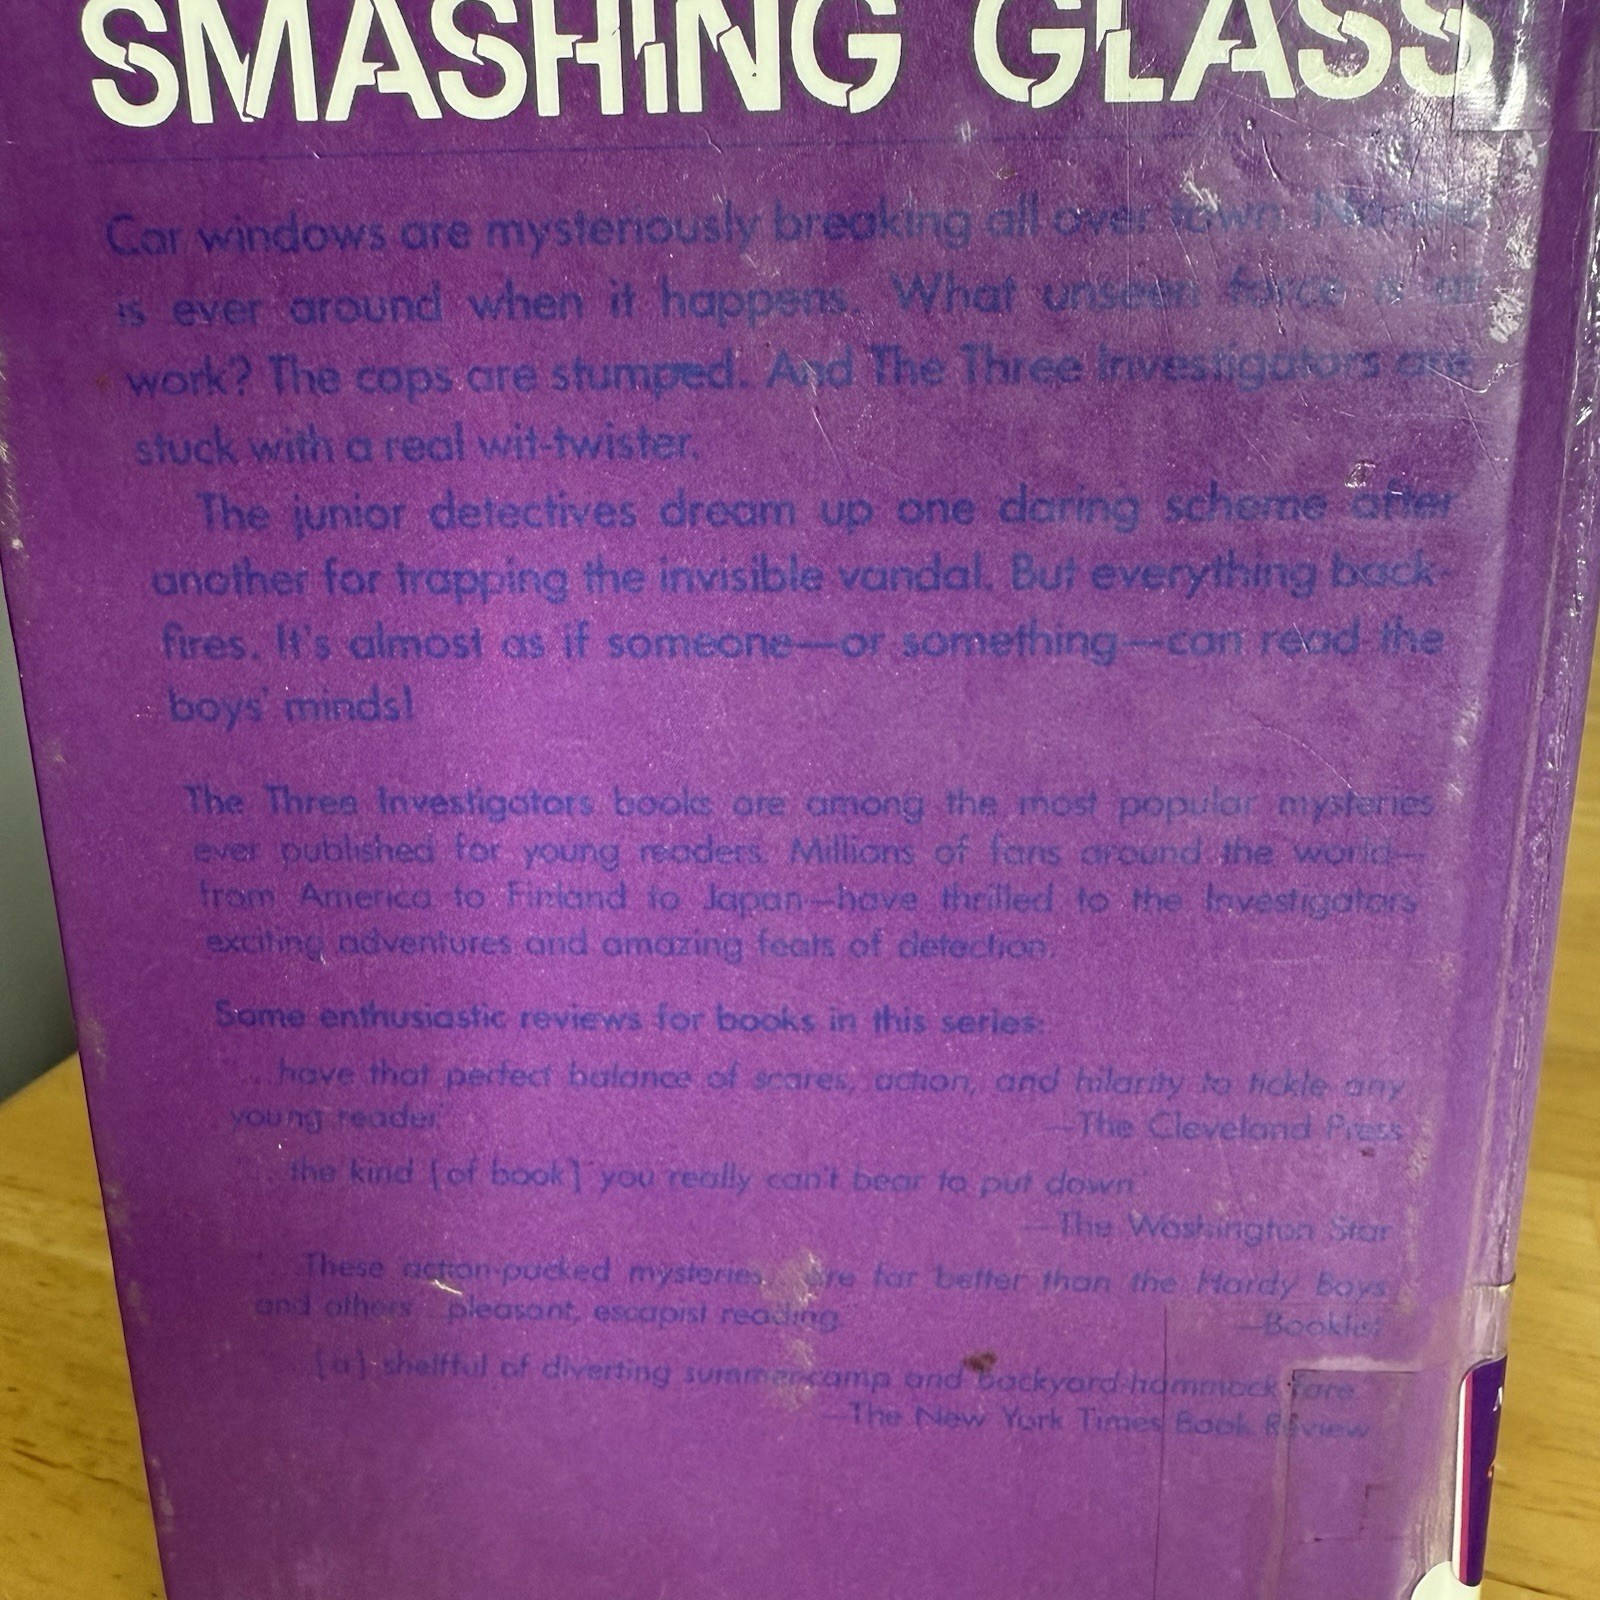 SMASHING GLASS
Car windows are mysteriously breaking all over town.
is ever around when it happens. What unseen force is at
work? The cops are stumped. And The Three Investigators are
stuck with a real wit-twister.
The junior detectives dream up one daring scheme after
another for trapping the invisible vandal. But everything back-
fires. It's almost as if someone—or something—can read the
boys' minds!
The Three Investigators books are among the most popular mysteries
ever published for young readers. Millions of fans around the world—
from America to Finland to Japan—have thrilled to the Investigators
exciting adventures and amazing feats of detection.
Some enthusiastic reviews for books in this series:
"...have that perfect balance of scares, action, and hilarity to tickle any
young reader."
—The Cleveland Press
"...the kind [of book] you really can't bear to put down"
—The Washington Star
"...These action-packed mysteries...are far better than the Hardy Boys
and others...pleasant, escapist reading."
—Booklist
[a] shelfful of diverting summer-camp and backyard-hammock fare
—The New York Times Book Review